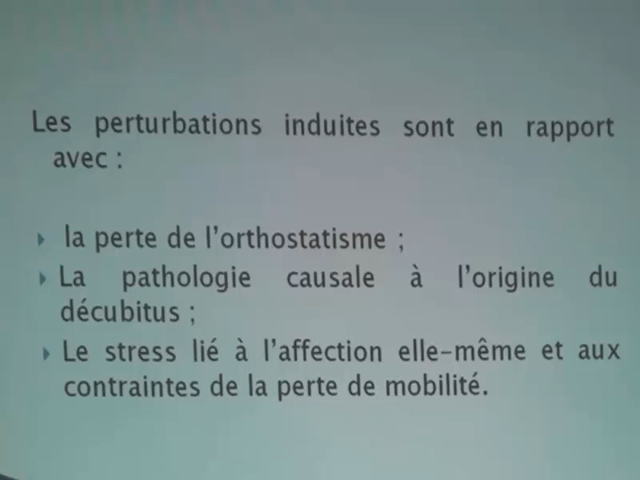 Les perturbations induites sont en rapport
avec :
la perte de l'orthostatisme ;
La pathologie causale à l'origine du
décubitus ;
Le stress lié à l'affection elle-même et aux
contraintes de la perte de mobilité.